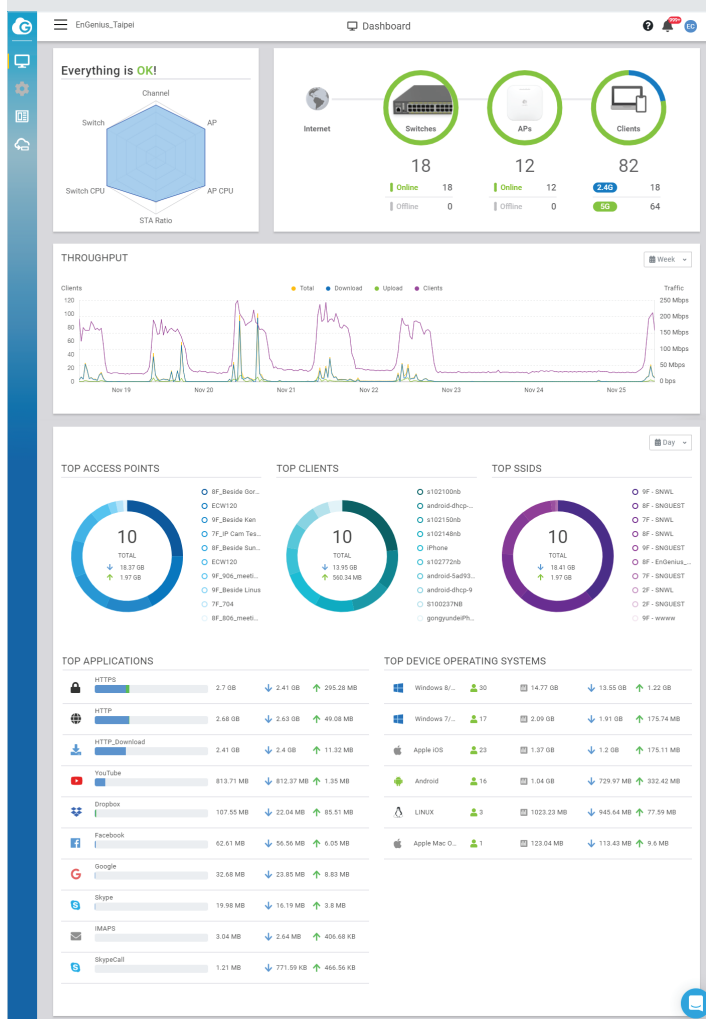 EnGenius_Taipei
Dashboard
999+
EC
Everything is OK!
Channel
Switch
AP
Switch CPU
AP CPU
STA Ratio
Internet
Switches
APs
Clients
18
12
82
Online 18
Online 12
2.4G 18
Offline 0
Offline 0
5G 64
THROUGHPUT
Week
Clients
Total
Download
Upload
Clients
Traffic
120
100
80
60
40
20
0
250 Mbps
200 Mbps
150 Mbps
100 Mbps
50 Mbps
0 bps
Nov 19
Nov 20
Nov 21
Nov 22
Nov 23
Nov 24
Nov 25
Day
TOP ACCESS POINTS
10
TOTAL
18.37 GB
1.97 GB
8F_Beside Gor...
ECW120
9F_Beside Ken
7F_IP Cam Tes...
8F_Beside Sun...
ECW120
9F_906_meeti...
9F_Beside Linus
7F_704
8F_806_meeti...
TOP CLIENTS
10
TOTAL
13.95 GB
560.34 MB
s102100nb
android-dhcp-...
s102150nb
s102148nb
iPhone
s102772nb
android-5ad93...
android-dhcp-9
S100237NB
gongyundeiPh...
TOP SSIDS
10
TOTAL
18.41 GB
1.97 GB
9F - SNWL
8F - SNGUEST
7F - SNWL
8F - SNWL
9F - SNGUEST
8F - EnGenius_...
7F - SNGUEST
2F - SNWL
2F - SNGUEST
9F - wwww
TOP APPLICATIONS
HTTPS
2.7 GB 2.41 GB 295.28 MB
HTTP
2.68 GB 2.63 GB 49.08 MB
HTTP_Download
2.41 GB 2.4 GB 11.32 MB
YouTube
813.71 MB 812.37 MB 1.35 MB
Dropbox
107.55 MB 22.04 MB 85.51 MB
Facebook
62.61 MB 56.56 MB 6.05 MB
Google
32.68 MB 23.85 MB 8.83 MB
Skype
19.98 MB 16.19 MB 3.8 MB
IMAPS
3.04 MB 2.64 MB 406.68 KB
SkypeCall
1.21 MB 771.59 KB 466.56 KB
TOP DEVICE OPERATING SYSTEMS
Windows 8/... 30 14.77 GB 13.55 GB 1.22 GB
Windows 7/... 17 2.09 GB 1.91 GB 175.74 MB
Apple iOS 23 1.37 GB 1.2 GB 175.11 MB
Android 16 1.04 GB 729.97 MB 332.42 MB
LINUX 3 1023.23 MB 945.64 MB 77.59 MB
Apple Mac O... 1 123.04 MB 113.43 MB 9.6 MB